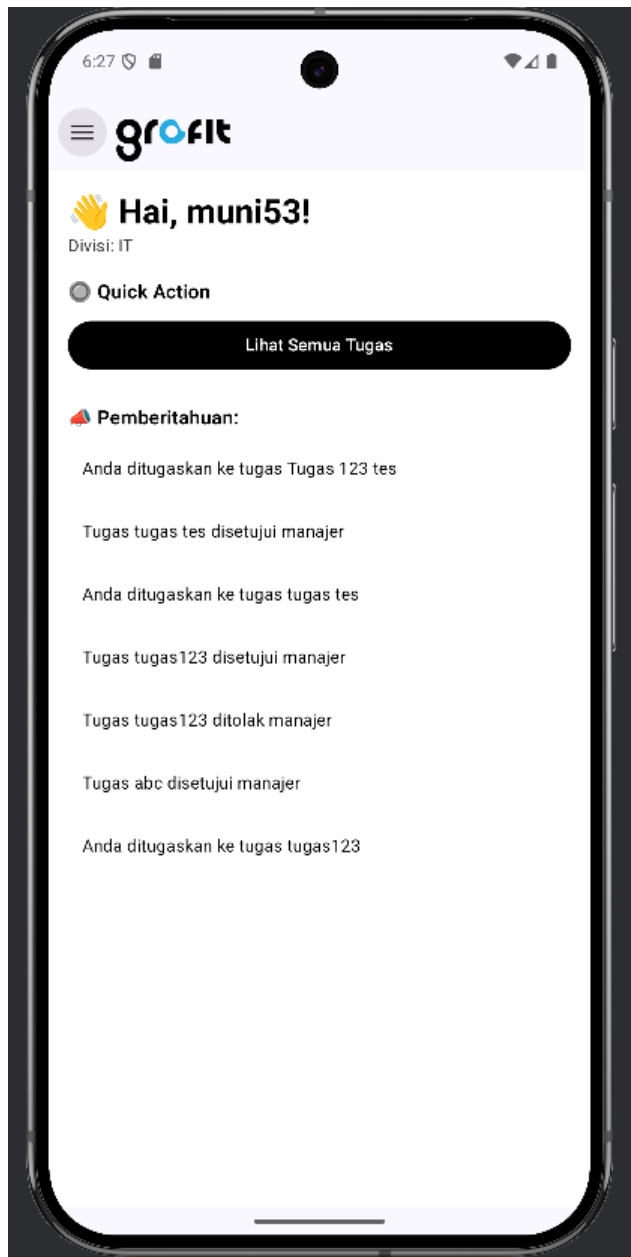 6:27
grofit
👋 Hai, muni53!
Divisi: IT
🔘 Quick Action
Lihat Semua Tugas
📣 Pemberitahuan:
Anda ditugaskan ke tugas Tugas 123 tes
Tugas tugas tes disetujui manajer
Anda ditugaskan ke tugas tugas tes
Tugas tugas123 disetujui manajer
Tugas tugas123 ditolak manajer
Tugas abc disetujui manajer
Anda ditugaskan ke tugas tugas123